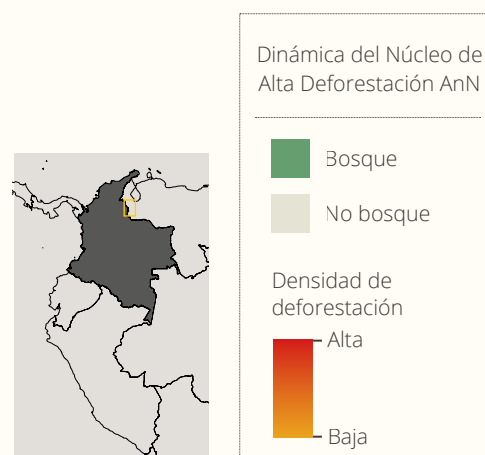 Dinámica del Núcleo de
Alta Deforestación AnN
Bosque
No bosque
Densidad de
deforestación
Alta
Baja